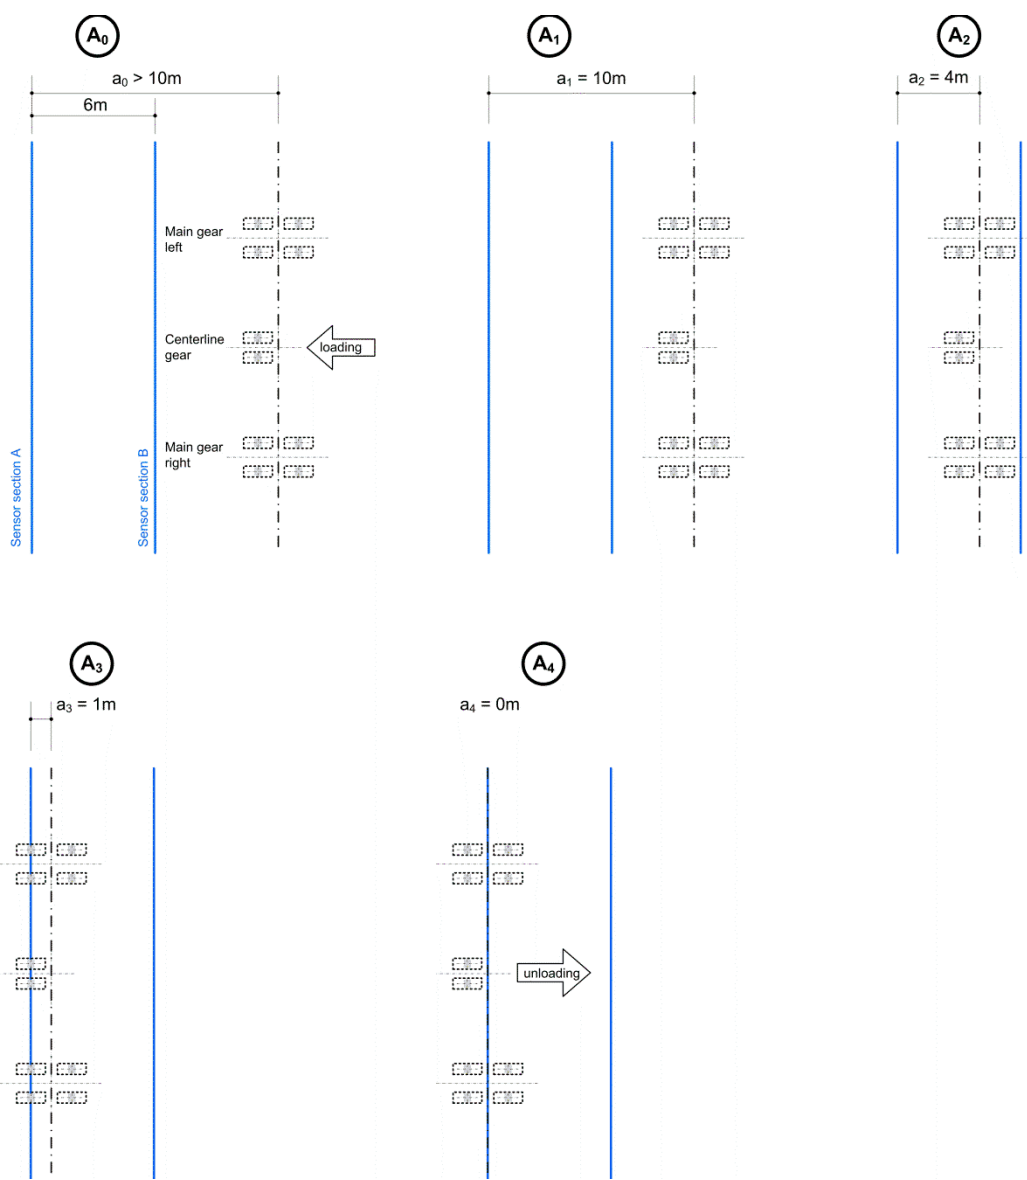 A₀
a₀ > 10m
6m
Main gear
left
Centerline
gear
Main gear
right
loading
Sensor section A
Sensor section B
A₁
a₁ = 10m
A₂
a₂ = 4m
A₃
a₃ = 1m
A₄
a₄ = 0m
unloading